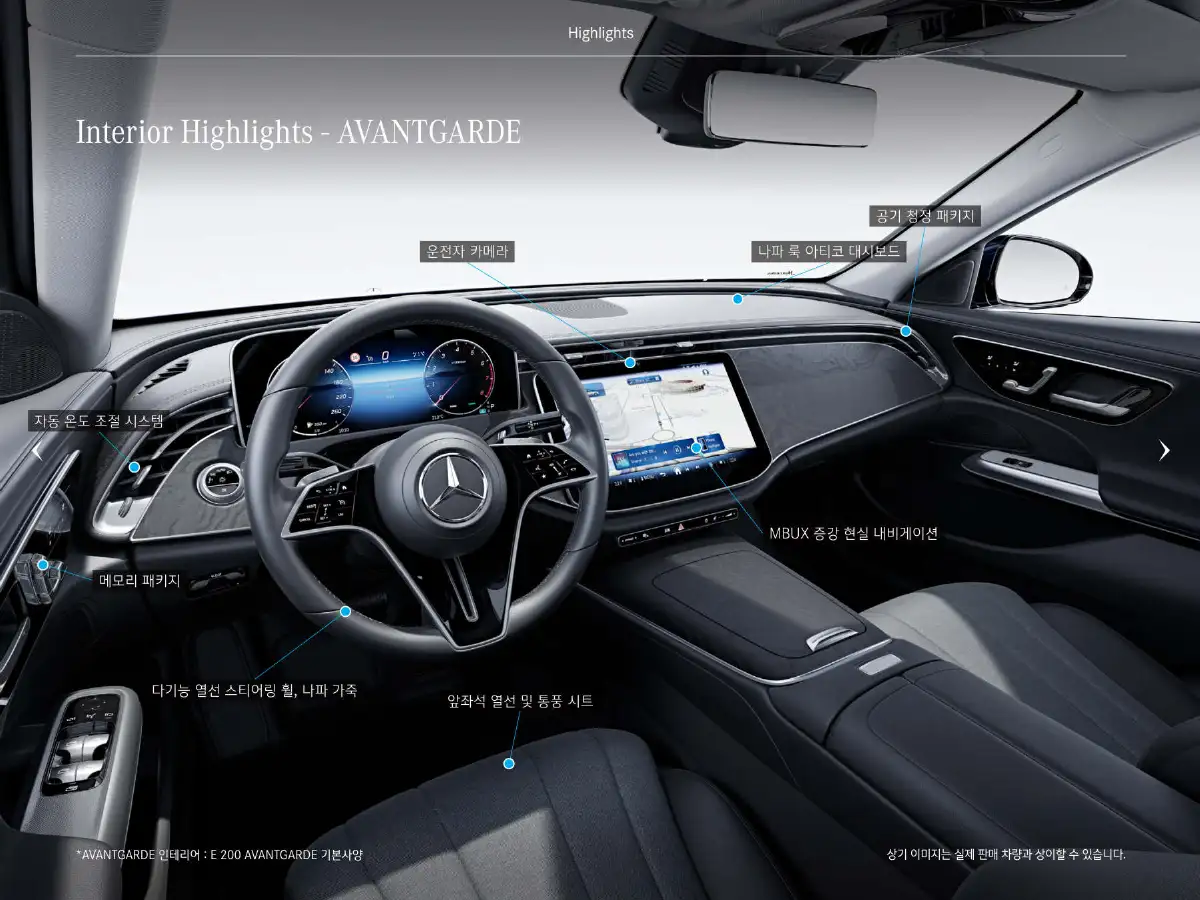 Highlights
Interior Highlights - AVANTGARDE
공기 청정 패키지
운전자 카메라
나파 룩 아티코 대시보드
자동 온도 조절 시스템
MBUX 증강 현실 내비게이션
메모리 패키지
다기능 열선 스티어링 휠, 나파 가죽
앞좌석 열선 및 통풍 시트
*AVANTGARDE 인테리어 : E 200 AVANTGARDE 기본사양
상기 이미지는 실제 판매 차량과 상이할 수 있습니다.